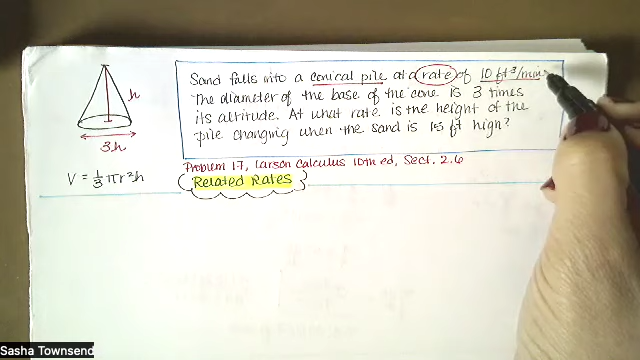 Sand falls into a conical pile at a rate of 10 ft³/min.
The diameter of the base of the cone is 3 times
its altitude. At what rate is the height of the
pile changing when the sand is 15 ft high?
h
3h
Problem 17, Larson Calculus 10th ed, Sect. 2.6
V = 1/3 πr²h
Related Rates
Sasha Townsend